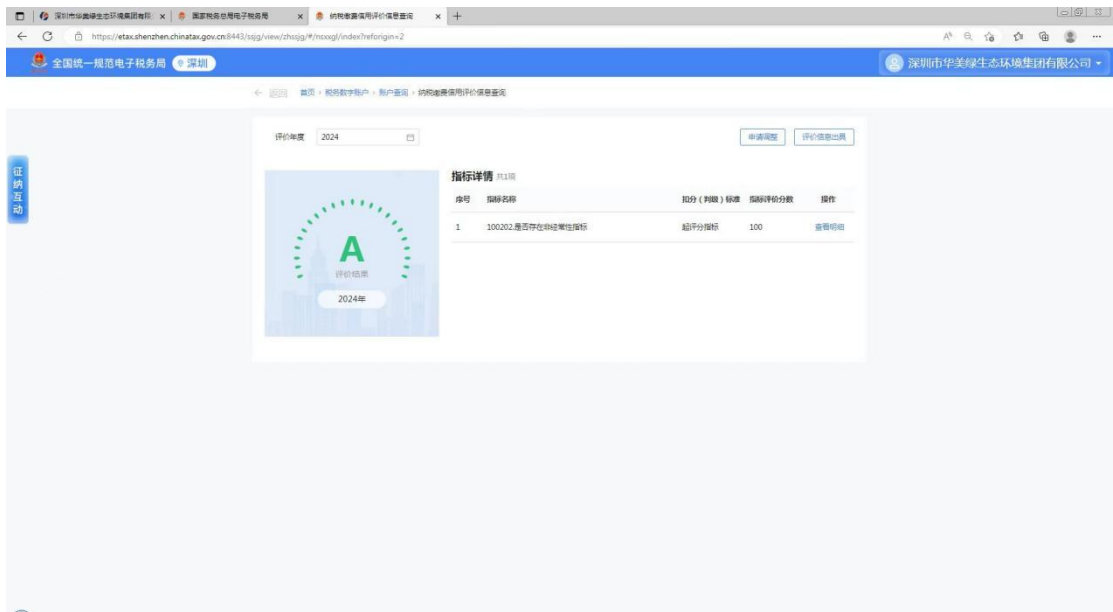 深圳市华美绿生态环境集团有限
国家税务总局电子税务局
纳税缴费信用评价信息查询
https://etax.shenzhen.chinatax.gov.cn:8443/ssjg/view/zhssjg/#/nsxxgl/index?reforigin=2
全国统一规范电子税务局 深圳
深圳市华美绿生态环境集团有限公司
返回 首页 › 税务数字账户 › 账户查询 › 纳税缴费信用评价信息查询
评价年度 2024
申请调整 评价信息出具
征纳互动
指标详情 共1项
序号 指标名称 扣分（判级）标准 指标评价分数 操作
1 100202.是否存在非经常性指标 起评分指标 100 查看明细
A
评价结果
2024年